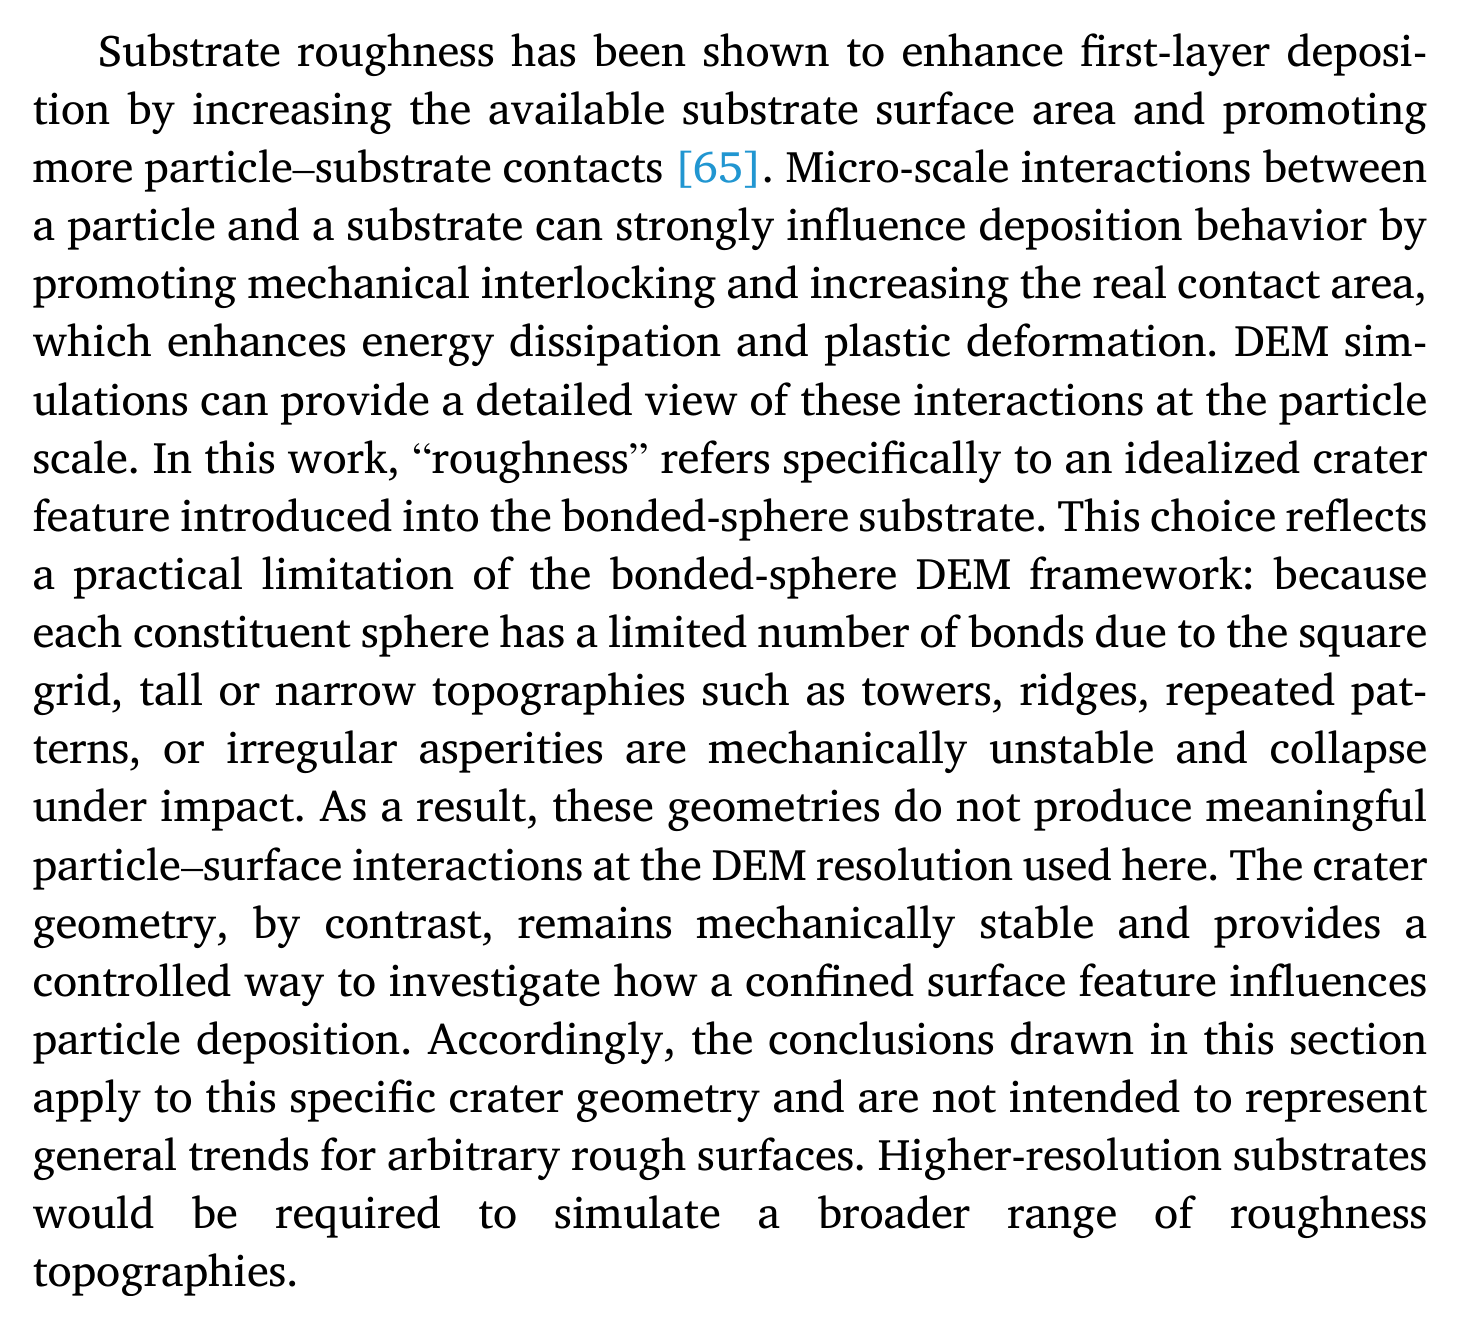 Substrate roughness has been shown to enhance first-layer deposi-
tion by increasing the available substrate surface area and promoting
more particle–substrate contacts [65]. Micro-scale interactions between
a particle and a substrate can strongly influence deposition behavior by
promoting mechanical interlocking and increasing the real contact area,
which enhances energy dissipation and plastic deformation. DEM sim-
ulations can provide a detailed view of these interactions at the particle
scale. In this work, “roughness” refers specifically to an idealized crater
feature introduced into the bonded-sphere substrate. This choice reflects
a practical limitation of the bonded-sphere DEM framework: because
each constituent sphere has a limited number of bonds due to the square
grid, tall or narrow topographies such as towers, ridges, repeated pat-
terns, or irregular asperities are mechanically unstable and collapse
under impact. As a result, these geometries do not produce meaningful
particle–surface interactions at the DEM resolution used here. The crater
geometry, by contrast, remains mechanically stable and provides a
controlled way to investigate how a confined surface feature influences
particle deposition. Accordingly, the conclusions drawn in this section
apply to this specific crater geometry and are not intended to represent
general trends for arbitrary rough surfaces. Higher-resolution substrates
would be required to simulate a broader range of roughness
topographies.